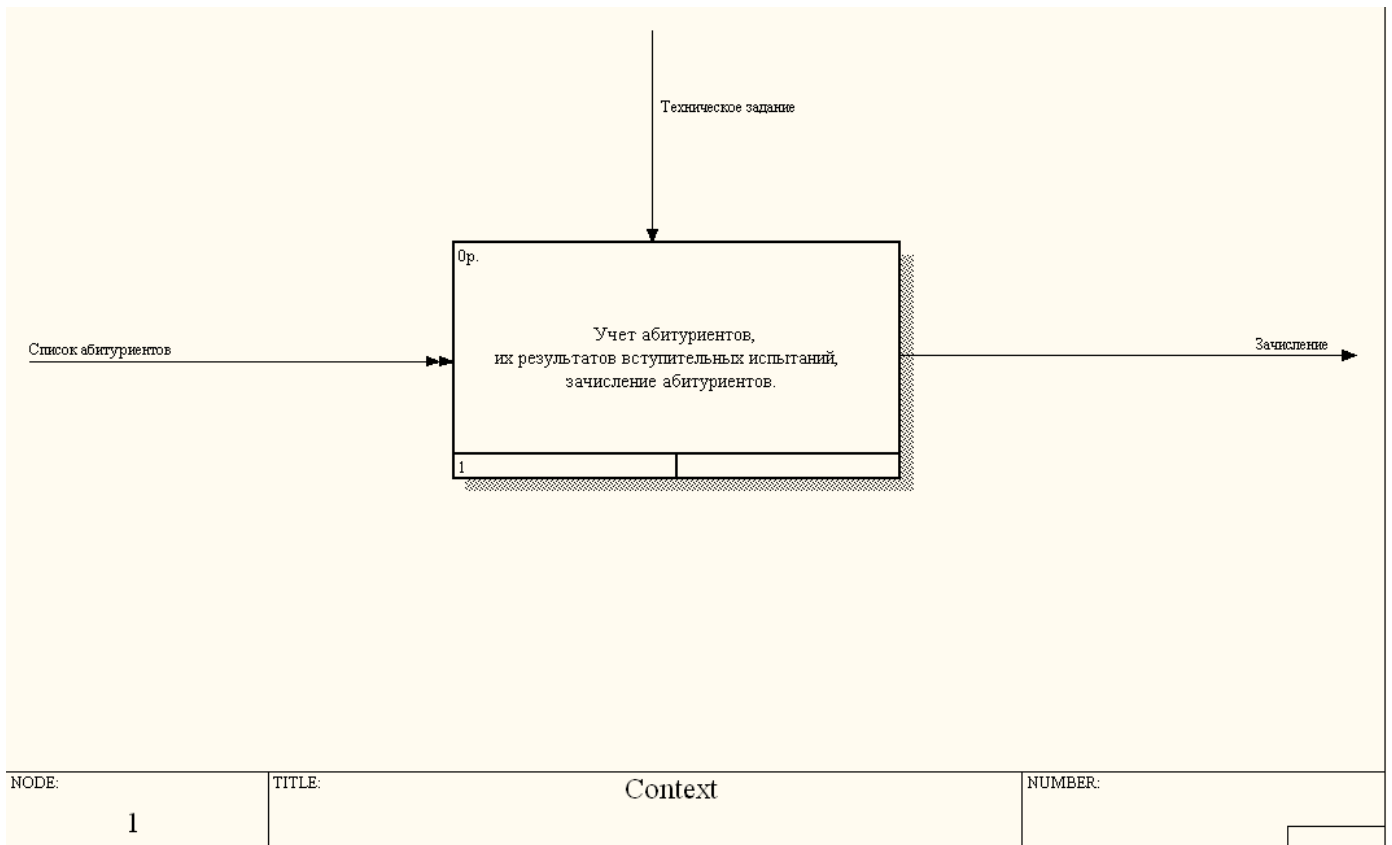 Техническое задание
0р.
Учет абитуриентов,
их результатов вступительных испытаний,
зачисление абитуриентов.
Список абитуриентов
Зачисление
1
NODE:
TITLE:
Context
NUMBER:
1